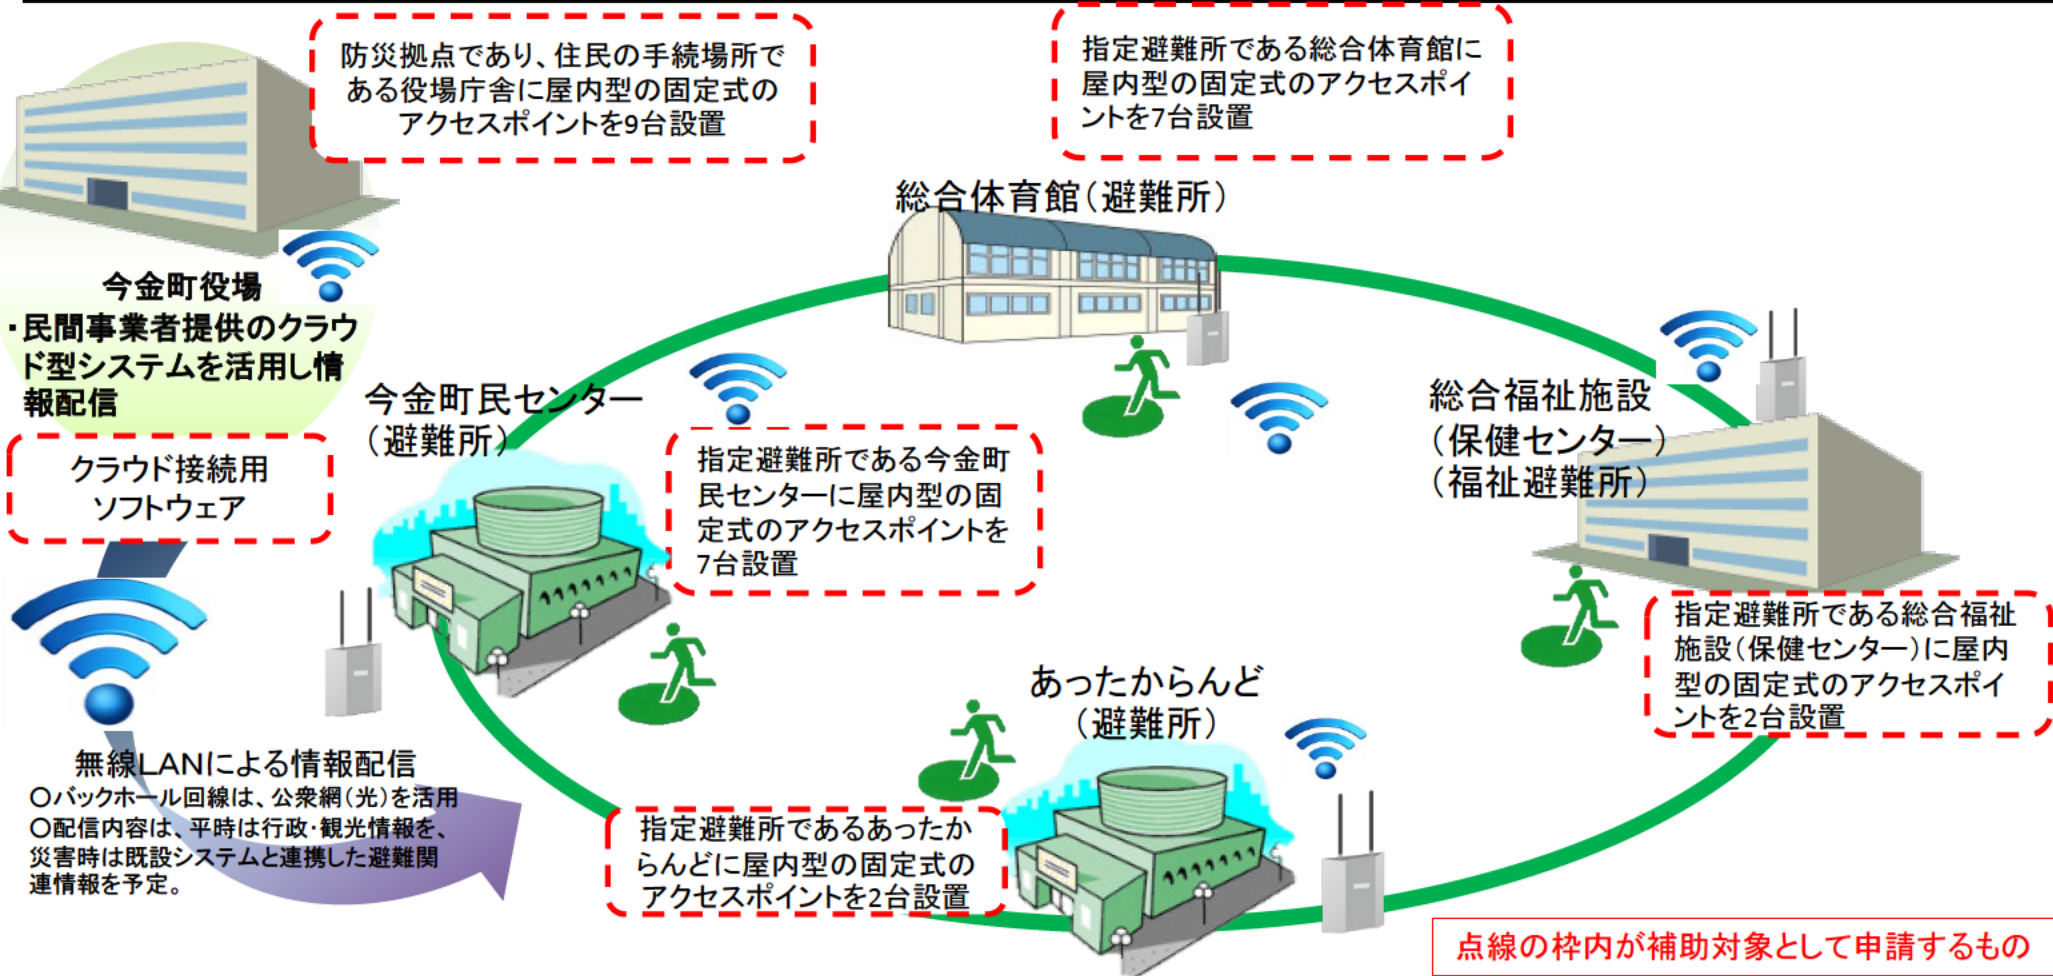 防災拠点であり、住民の手続場所で
ある役場庁舎に屋内型の固定式の
アクセスポイントを9台設置
指定避難所である総合体育館に
屋内型の固定式のアクセスポイ
ントを7台設置
総合体育館(避難所)
今金町役場
・民間事業者提供のクラウ
ド型システムを活用し情
報配信
クラウド接続用
ソフトウェア
今金町民センター
(避難所)
指定避難所である今金町
民センターに屋内型の固
定式のアクセスポイントを
7台設置
総合福祉施設
(保健センター)
(福祉避難所)
指定避難所である総合福祉
施設(保健センター)に屋内
型の固定式のアクセスポイ
ントを2台設置
あったからんど
(避難所)
指定避難所であるあったか
らんどに屋内型の固定式の
アクセスポイントを2台設置
無線LANによる情報配信
○バックホール回線は、公衆網(光)を活用
○配信内容は、平時は行政・観光情報を、
災害時は既設システムと連携した避難関
連情報を予定。
点線の枠内が補助対象として申請するもの